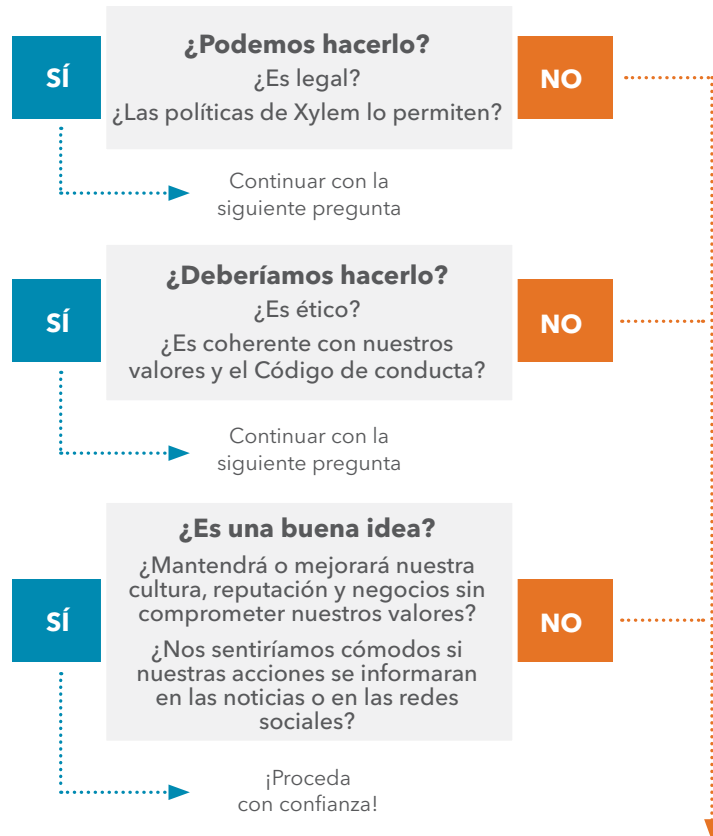 ¿Podemos hacerlo?
SÍ
¿Es legal?
NO
¿Las políticas de Xylem lo permiten?
Continuar con la
siguiente pregunta
¿Deberíamos hacerlo?
SÍ
¿Es ético?
NO
¿Es coherente con nuestros
valores y el Código de conducta?
Continuar con la
siguiente pregunta
¿Es una buena idea?
¿Mantendrá o mejorará nuestra
cultura, reputación y negocios sin
comprometer nuestros valores?
SÍ
NO
¿Nos sentiríamos cómodos si
nuestras acciones se informaran
en las noticias o en las redes
sociales?
¡Proceda
con confianza!